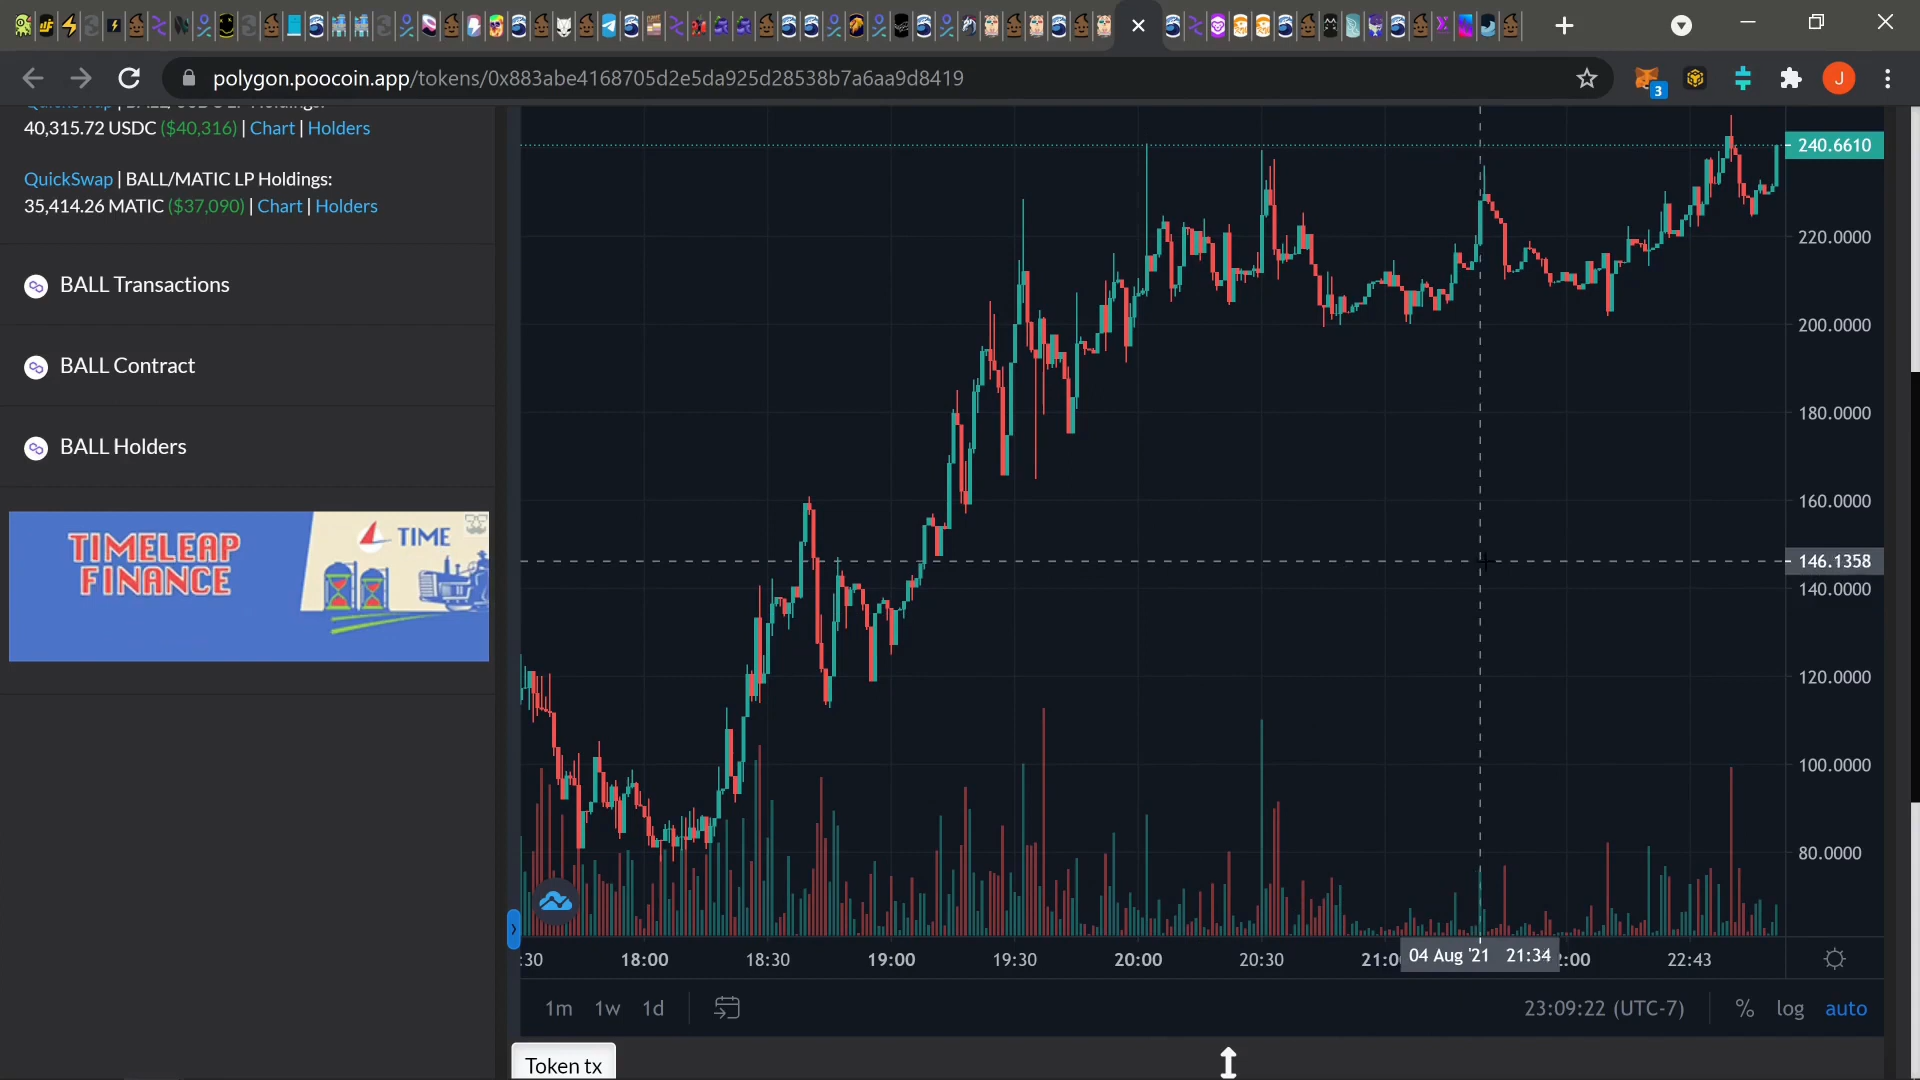 polygon.poocoin.app/tokens/0x883abe4168705d2e5da925d28538b7a6aa9d8419
3
J
40,315.72 USDC ($40,316) | Chart | Holders
QuickSwap | BALL/MATIC LP Holdings:
35,414.26 MATIC ($37,090) | Chart | Holders
BALL Transactions
BALL Contract
BALL Holders
TIMELEAP
FINANCE
TIME
240.6610
220.0000
200.0000
180.0000
160.0000
146.1358
140.0000
120.0000
100.0000
80.0000
:30 18:00 18:30 19:00 19:30 20:00 20:30 21:0 04 Aug '21 21:34 :00 22:43
1m 1w 1d 23:09:22 (UTC-7) % log auto
Token tx